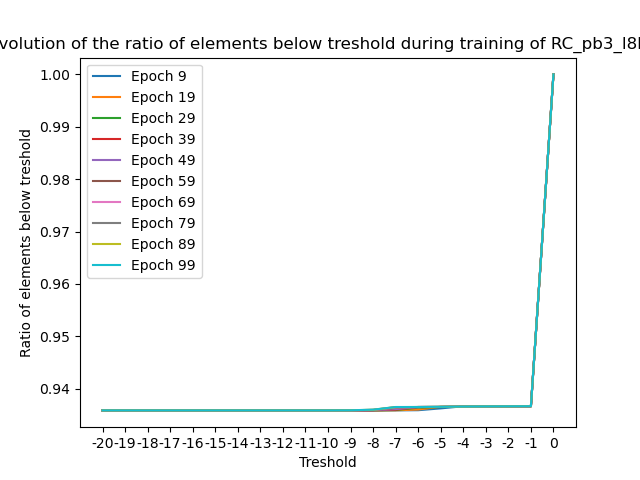 volution of the ratio of elements below treshold during training of RC_pb3_l8
1.00
0.99
0.98
0.97
0.96
0.95
0.94
Ratio of elements below treshold
Epoch 9
Epoch 19
Epoch 29
Epoch 39
Epoch 49
Epoch 59
Epoch 69
Epoch 79
Epoch 89
Epoch 99
-20 -19 -18 -17 -16 -15 -14 -13 -12 -11 -10 -9 -8 -7 -6 -5 -4 -3 -2 -1 0
Treshold